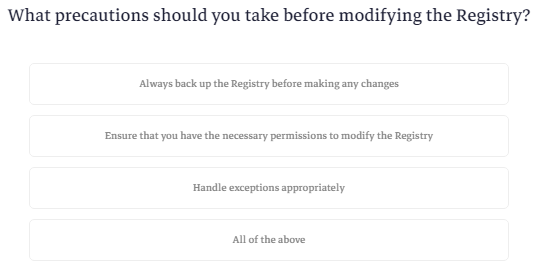 What precautions should you take before modifying the Registry?
Always back up the Registry before making any changes
Ensure that you have the necessary permissions to modify the Registry
Handle exceptions appropriately
All of the above